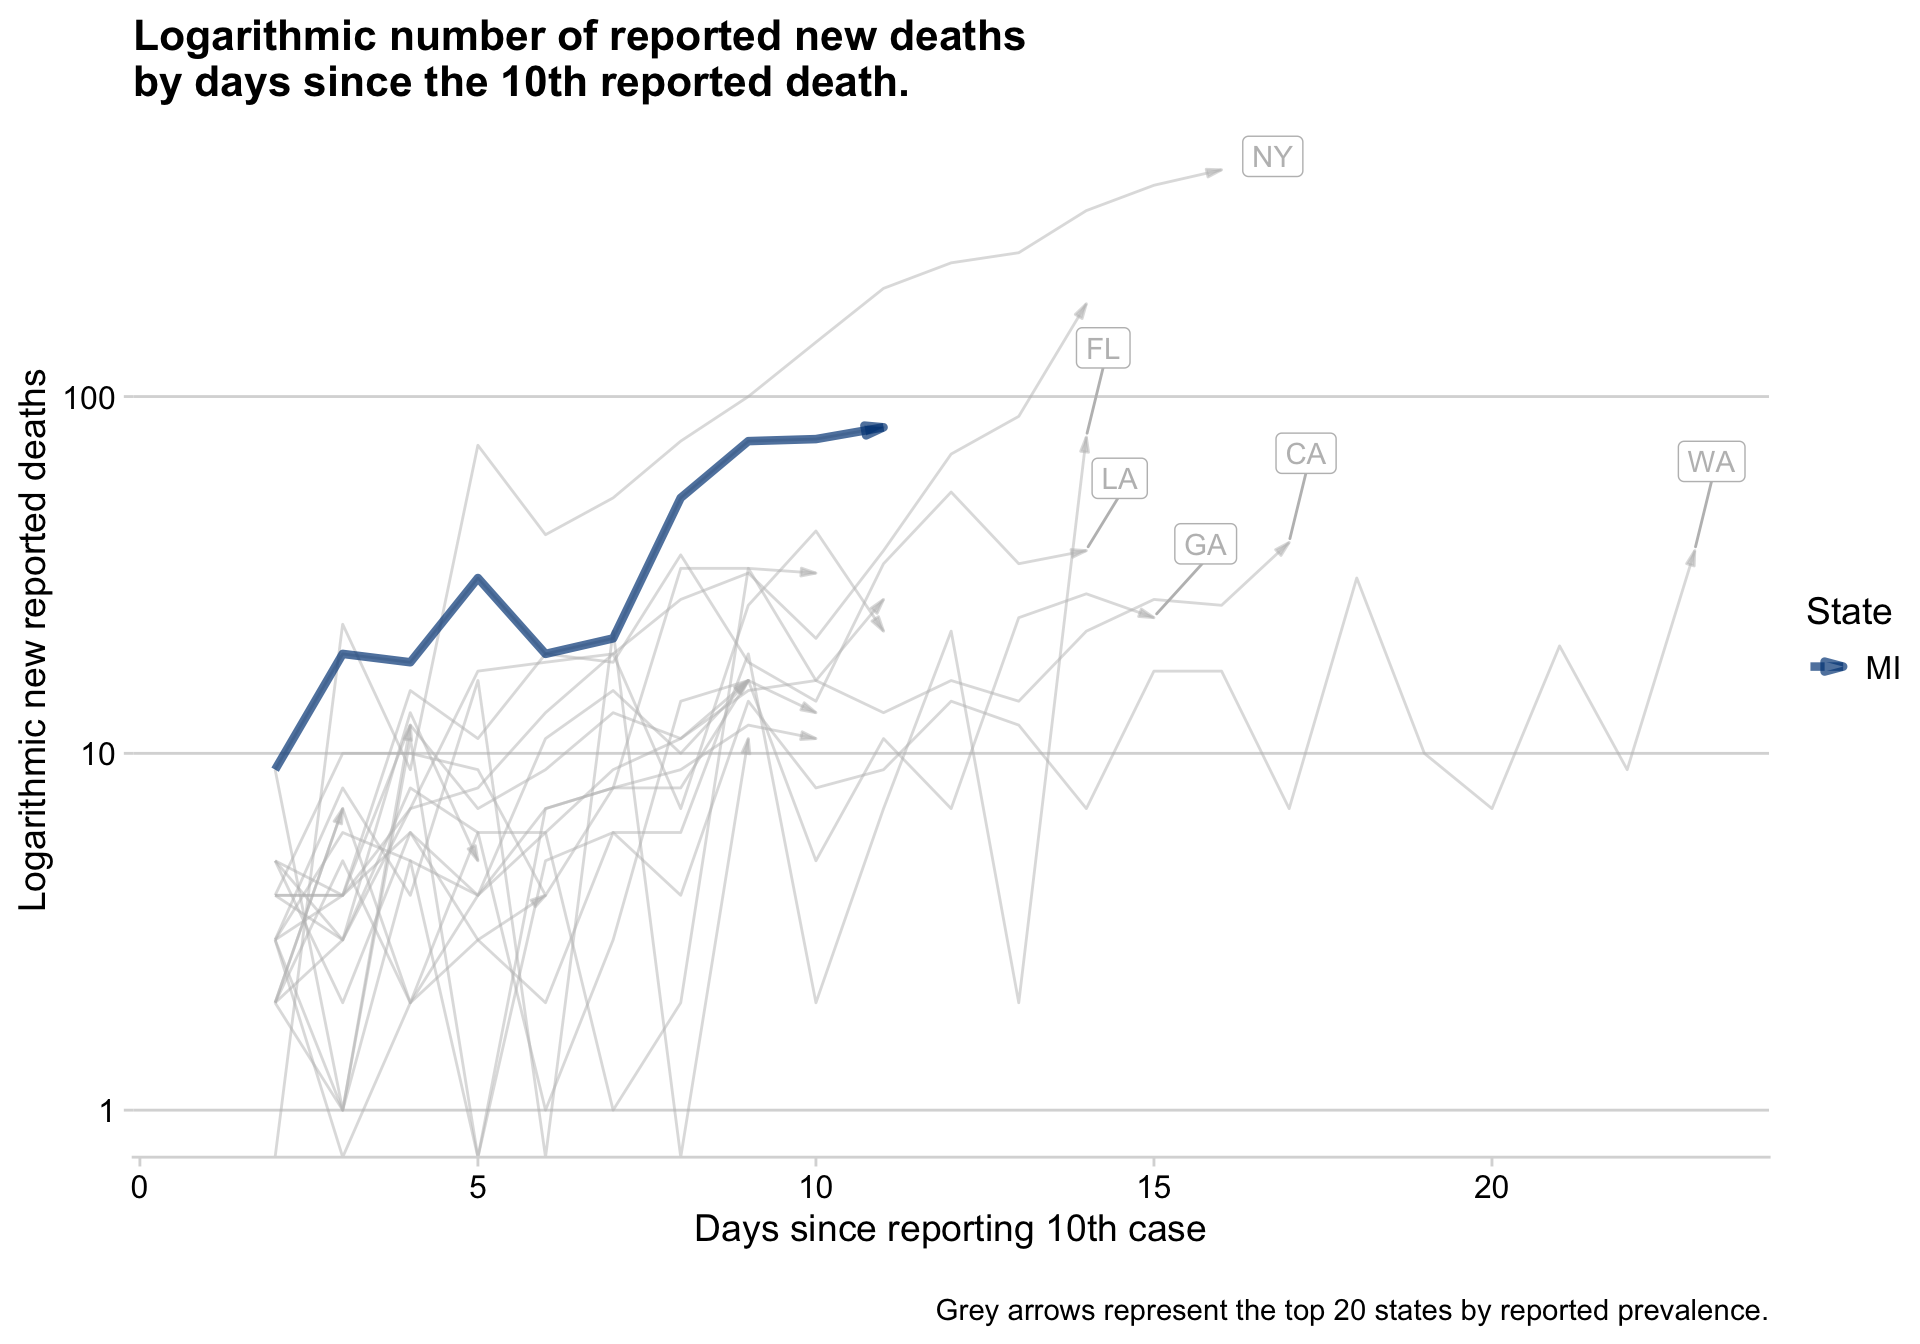 Logarithmic number of reported new deaths
by days since the 10th reported death.
NY
FL
CA
WA
LA
GA
Logarithmic new reported deaths
100
10
1
0
5
10
15
20
Days since reporting 10th case
State
MI
Grey arrows represent the top 20 states by reported prevalence.